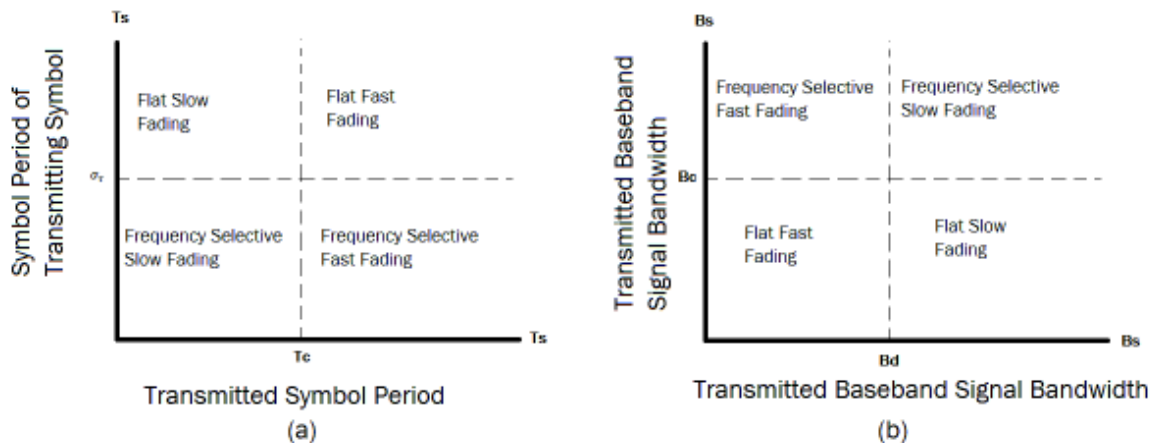 Ts
Symbol Period of
Transmitting Symbol
Flat Slow
Fading
Flat Fast
Fading
στ
Frequency Selective
Slow Fading
Frequency Selective
Fast Fading
Ts
Tc
Transmitted Symbol Period
(a)
Bs
Transmitted Baseband
Signal Bandwidth
Frequency Selective
Fast Fading
Frequency Selective
Slow Fading
Bc
Flat Fast
Fading
Flat Slow
Fading
Bs
Bd
Transmitted Baseband Signal Bandwidth
(b)